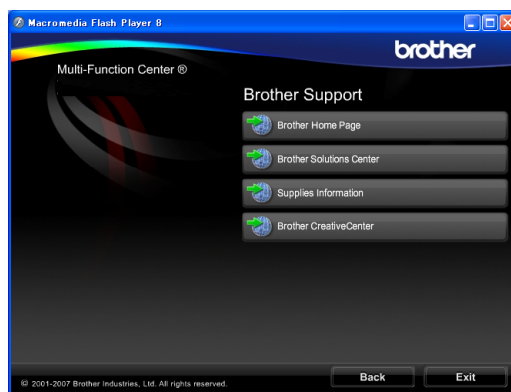 Macromedia Flash Player 8
brother
Multi-Function Center ®
Brother Support
Brother Home Page
Brother Solutions Center
Supplies Information
Brother CreativeCenter
© 2001-2007 Brother Industries, Ltd. All rights reserved.
Back
Exit